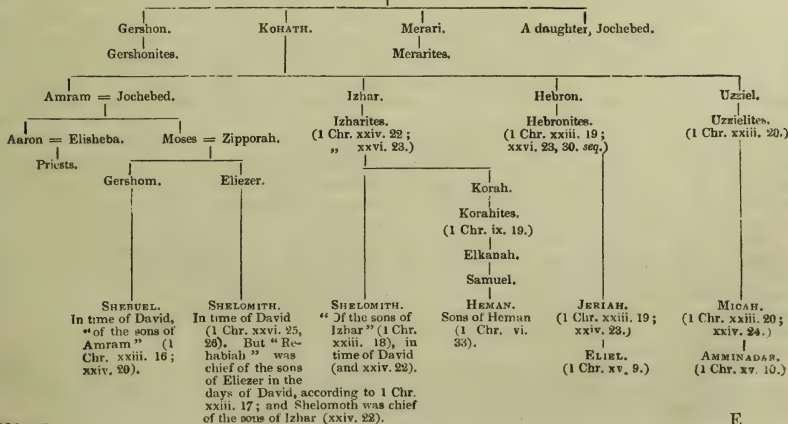 Gershon. KOHATH. Merari. A daughter, Jochebed.
Gershonites. Merarites.
Amram = Jochebed. Izhar. Hebron. Uzziel.
Izharites. Hebronites. Uzzielites.
(1 Chr. xxiv. 22 ; (1 Chr. xxiii. 19 ; (1 Chr. xxiii. 20.)
Aaron = Elisheba. Moses = Zipporah. „ xxvi. 23.) xxvi. 23, 30. seq.)
Priests.
Gershom. Eliezer. Korah.
Korahites.
(1 Chr. ix. 19.)
Elkanah.
Samuel.
SHEBUEL. SHELOMITH. SHELOMITH. HEMAN. JERIAH. MICAH.
In time of David, In time of David “ Of the sons of Sons of Heman (1 Chr. xxiii. 19 ; (1 Chr. xxiii. 20 ;
“ of the sons of (1 Chr. xxvi. 25, Izhar ” (1 Chr. (1 Chr. vi. xxiv. 23.) xxiv. 24.)
Amram ” (1 26). But “ Re- xxiii. 18), in 33). ELIEL. AMMINADAB.
Chr. xxiii. 16 ; habiah ” was time of David (1 Chr. xv. 9.) (1 Chr. xv. 10.)
xxiv. 20). chief of the sons (and xxiv. 22).
of Eliezer in the
days of David, according to 1 Chr.
xxiii. 17 ; and Shelomoth was chief
of the sons of Izhar (xxiv. 22).
E